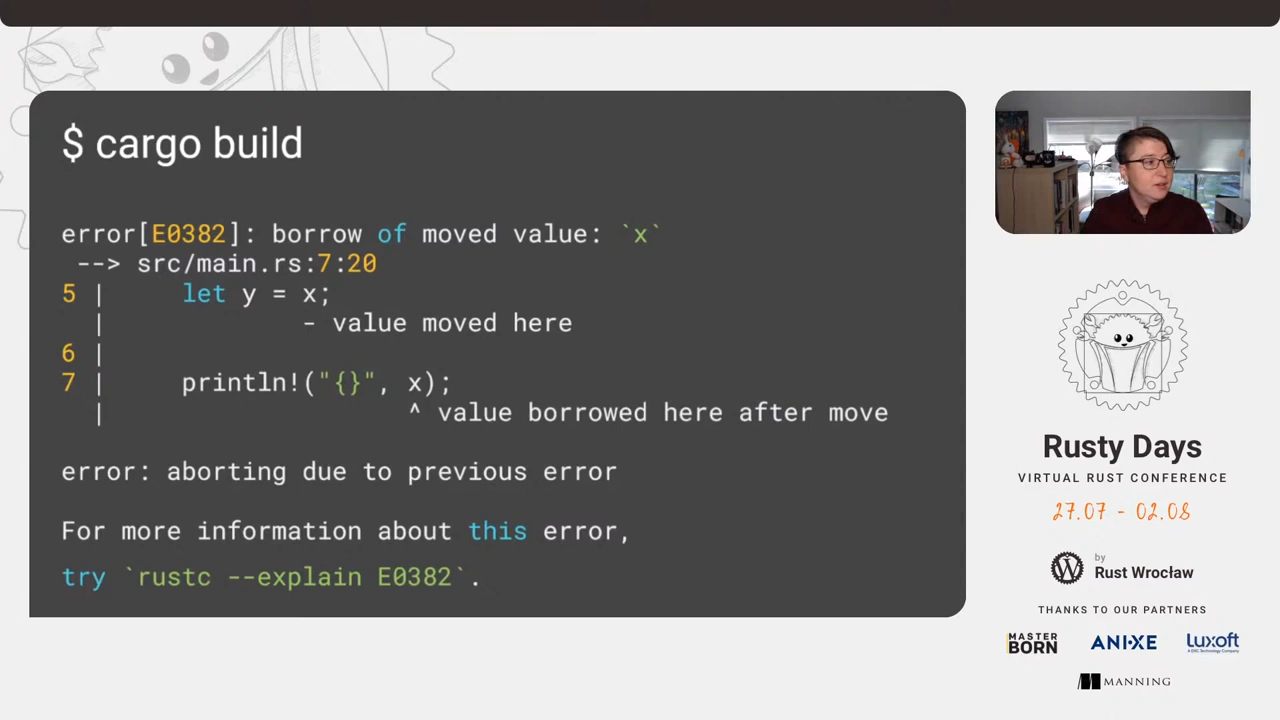 $ cargo build
error[E0382]: borrow of moved value: `x`
--> src/main.rs:7:20
5 |     let y = x;
  |             - value moved here
6 |
7 |     println!("{}", x);
  |                    ^ value borrowed here after move
error: aborting due to previous error
For more information about this error,
try `rustc --explain E0382`.
Rusty Days
VIRTUAL RUST CONFERENCE
27.07 - 02.08
by
Rust Wrocław
THANKS TO OUR PARTNERS
MASTER BORN
ANIXE
luxoft
A DXC Technology Company
MANNING